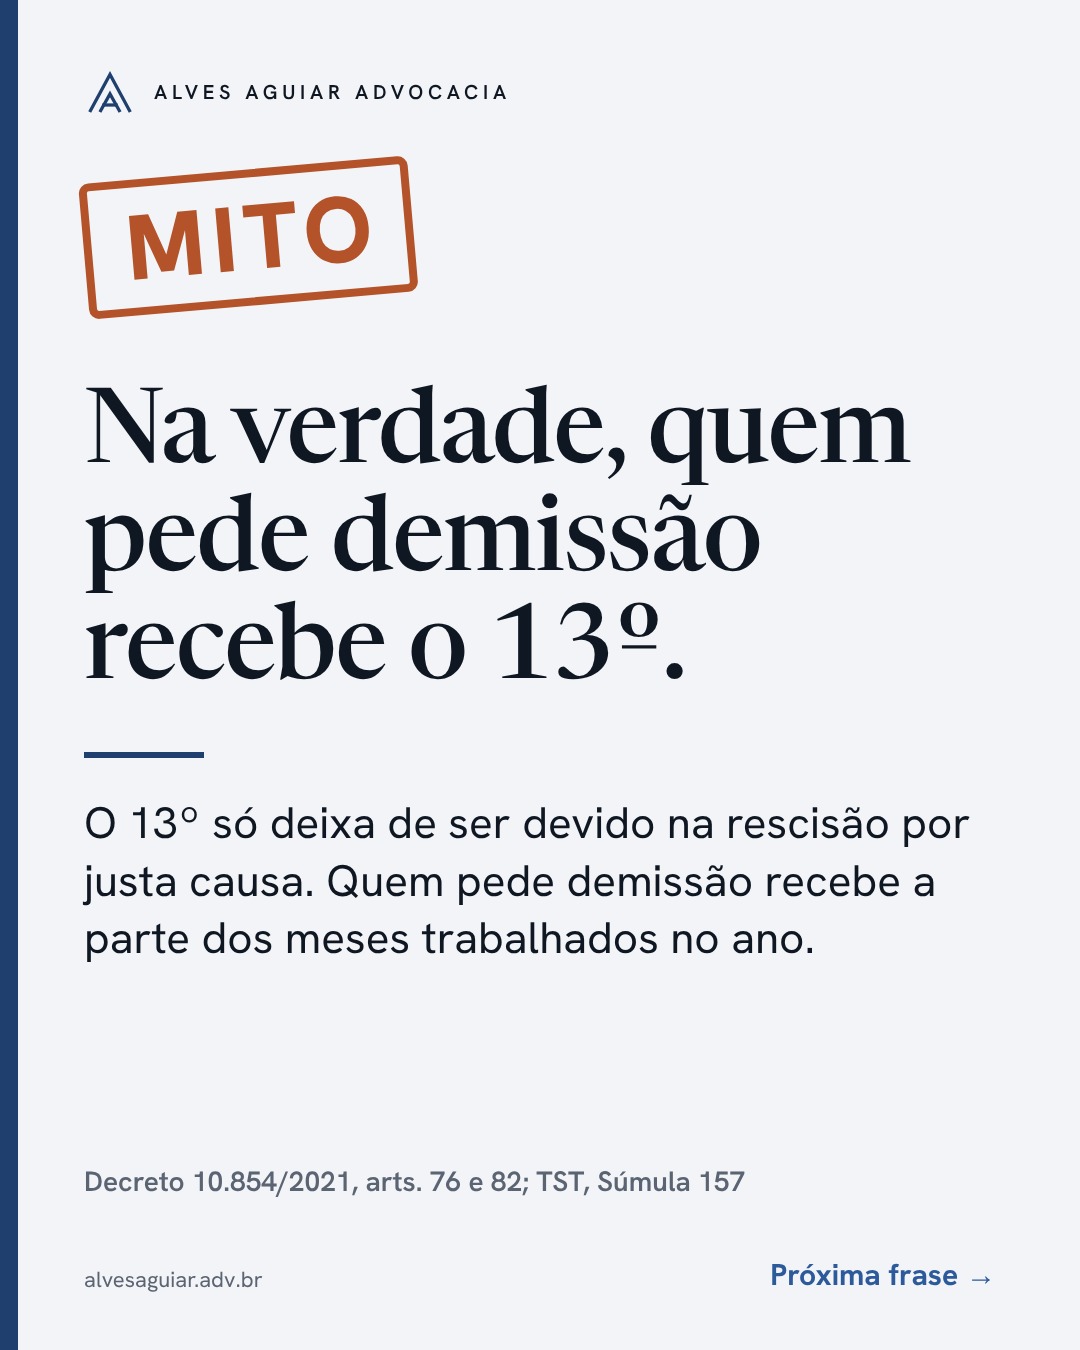 ALVES AGUIAR ADVOCACIA
MITO
Na verdade, quem
pede demissão
recebe o 13º.
O 13º só deixa de ser devido na rescisão por
justa causa. Quem pede demissão recebe a
parte dos meses trabalhados no ano.
Decreto 10.854/2021, arts. 76 e 82; TST, Súmula 157
alvesaguiar.adv.br
Próxima frase →